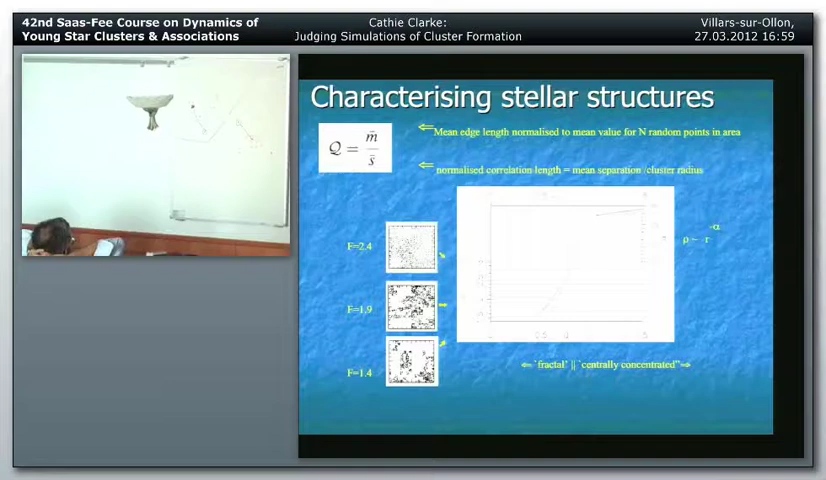 42nd Saas-Fee Course on Dynamics of
Young Star Clusters & Associations
Cathie Clarke:
Judging Simulations of Cluster Formation
Villars-sur-Ollon,
27.03.2012 16:59
Characterising stellar structures
Q = m̄ / s̄
⇐ Mean edge length normalised to mean value for N random points in area
⇐ normalised correlation length = mean separation /cluster radius
F=2.4
F=1.9
F=1.4
ρ ~ r^-α
⇐ `fractal' || `centrally concentrated" ⇒